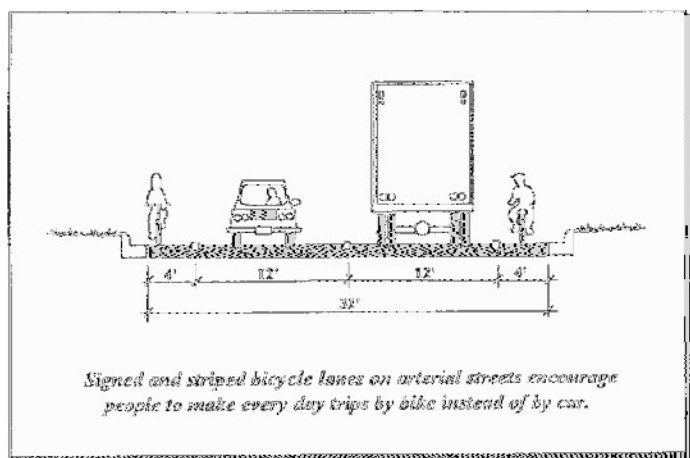 4' 12' 12' 4'
32'
Signed and striped bicycle lanes on arterial streets encourage
people to make every day trips by bike instead of by car.